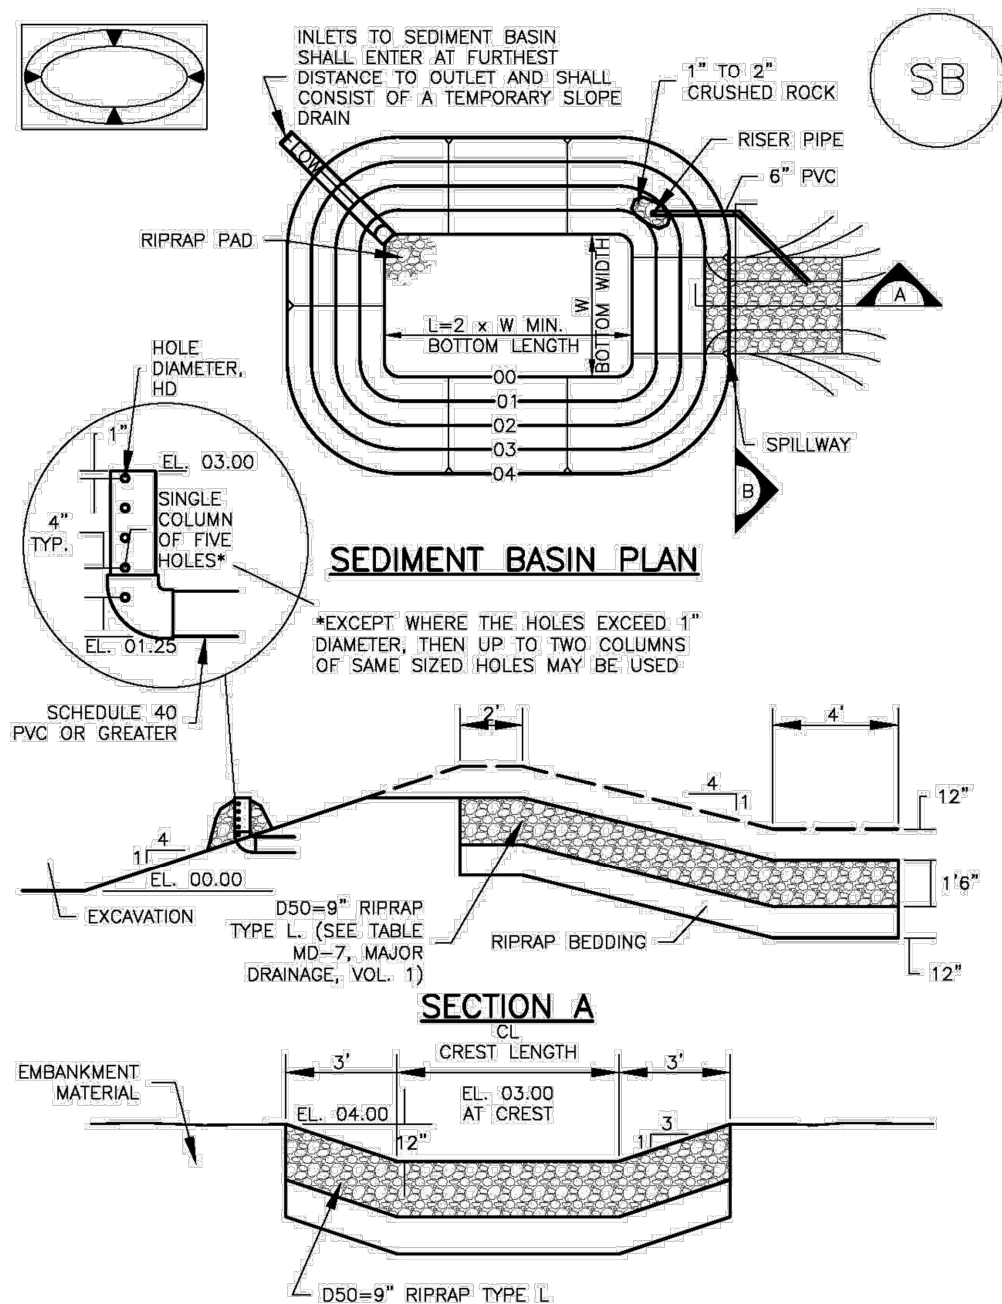 INLETS TO SEDIMENT BASIN
SHALL ENTER AT FURTHEST
DISTANCE TO OUTLET AND SHALL
CONSIST OF A TEMPORARY SLOPE
DRAIN
1" TO 2"
CRUSHED ROCK
SB
RISER PIPE
6" PVC
FLOW
RIPRAP PAD
W
BOTTOM WIDTH
L=2 x W MIN.
BOTTOM LENGTH
A
00
01
02
03
04
SPILLWAY
B
HOLE
DIAMETER,
HD
1"
EL. 03.00
4"
TYP.
SINGLE
COLUMN
OF FIVE
HOLES*
EL. 01.25
SEDIMENT BASIN PLAN
*EXCEPT WHERE THE HOLES EXCEED 1"
DIAMETER, THEN UP TO TWO COLUMNS
OF SAME SIZED HOLES MAY BE USED
SCHEDULE 40
PVC OR GREATER
2'
4'
4
1
12"
4
1
EL. 00.00
1'6"
EXCAVATION
D50=9" RIPRAP
TYPE L. (SEE TABLE
MD-7, MAJOR
DRAINAGE, VOL. 1)
RIPRAP BEDDING
12"
SECTION A
CL
CREST LENGTH
3'
3'
EMBANKMENT
MATERIAL
EL. 04.00
EL. 03.00
AT CREST
12"
3
1
D50=9" RIPRAP TYPE L